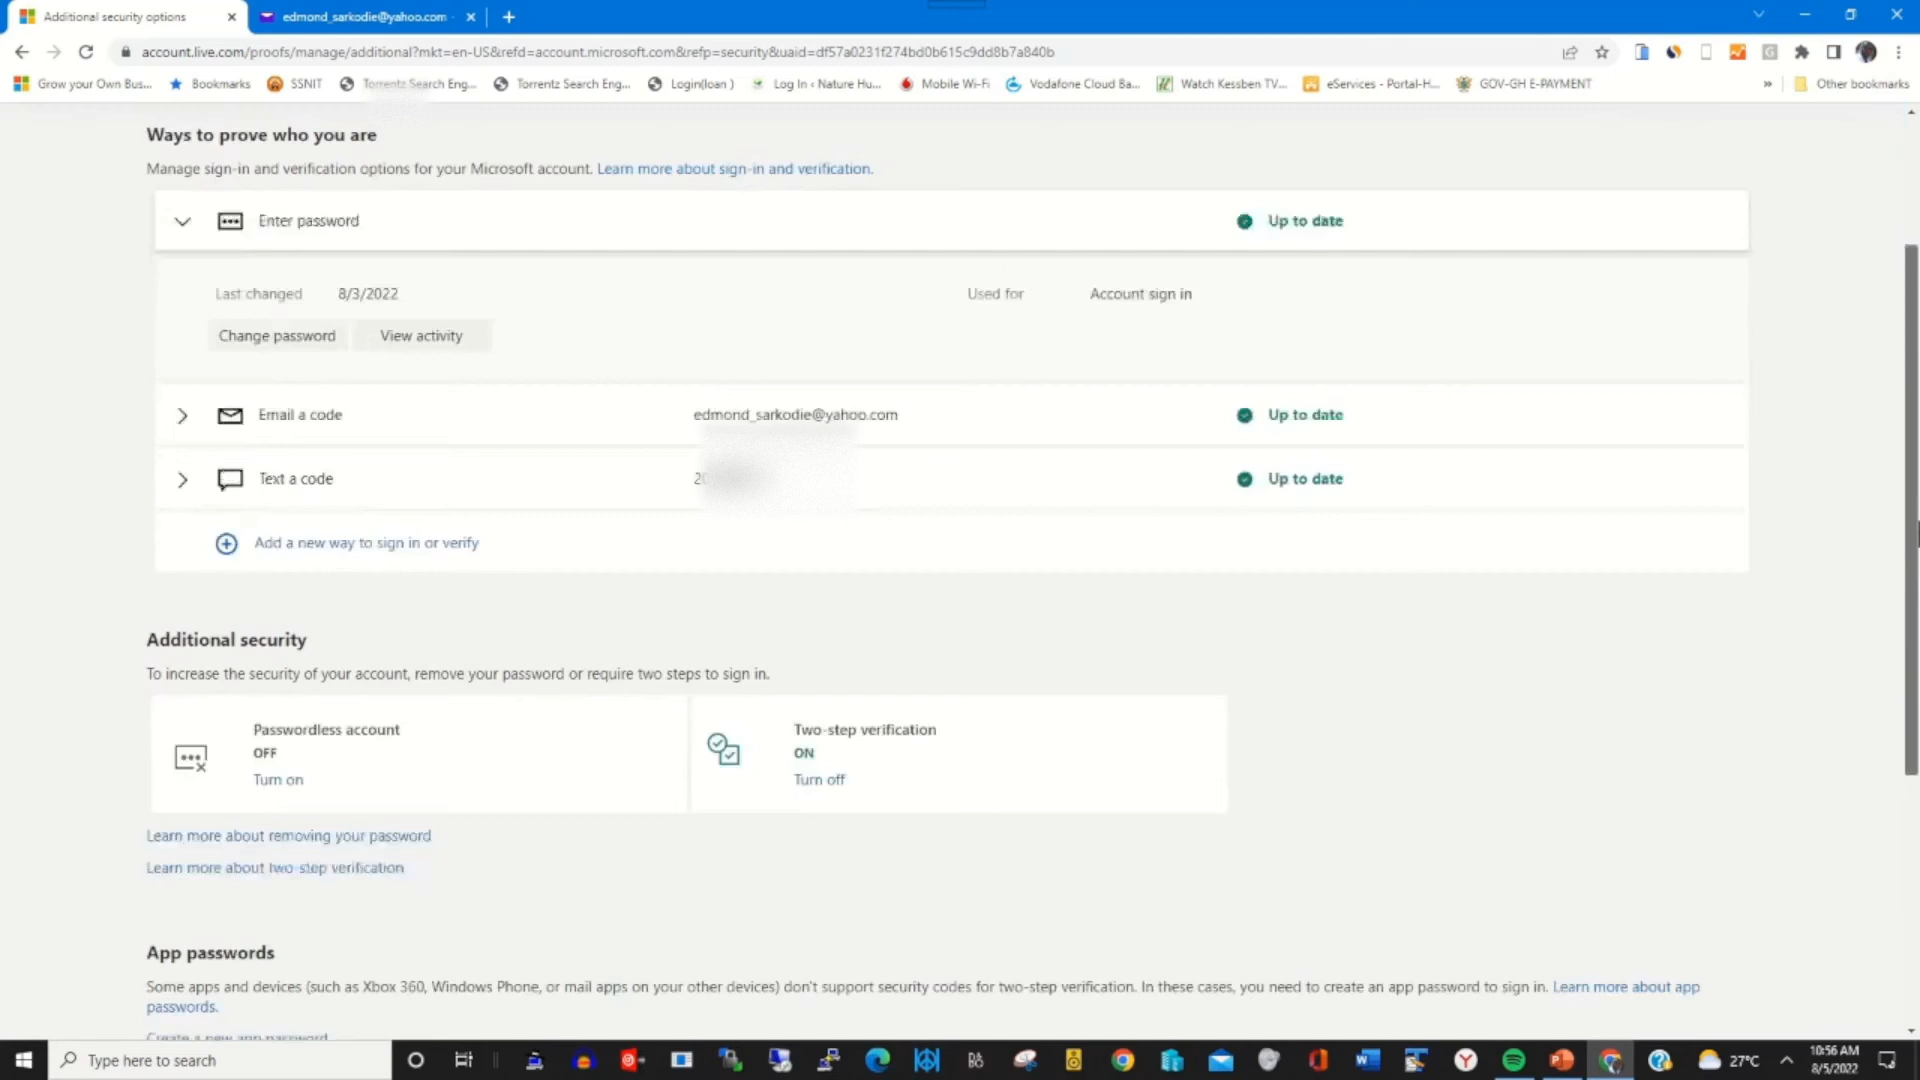 Additional security options
edmond_sarkodie@yahoo.com
account.live.com/proofs/manage/additional?mkt=en-US&refd=account.microsoft.com&refp=security&uaid=df57a0231f274bd0b615c9dd8b7a840b
Grow your Own Bus... Bookmarks SSNIT Torrentz Search Eng... Torrentz Search Eng... Login(loan ) Log In ‹ Nature Hu... Mobile Wi-Fi Vodafone Cloud Ba... Watch Kessben TV... eServices - Portal-H... GOV-GH E-PAYMENT » Other bookmarks
Ways to prove who you are
Manage sign-in and verification options for your Microsoft account. Learn more about sign-in and verification.
Enter password Up to date
Last changed 8/3/2022 Used for Account sign in
Change password View activity
Email a code edmond_sarkodie@yahoo.com Up to date
Text a code Up to date
Add a new way to sign in or verify
Additional security
To increase the security of your account, remove your password or require two steps to sign in.
Passwordless account
OFF
Turn on
Two-step verification
ON
Turn off
Learn more about removing your password
Learn more about two-step verification
App passwords
Some apps and devices (such as Xbox 360, Windows Phone, or mail apps on your other devices) don't support security codes for two-step verification. In these cases, you need to create an app password to sign in. Learn more about app
passwords.
Create a new app password
Type here to search
27°C
10:56 AM
8/5/2022